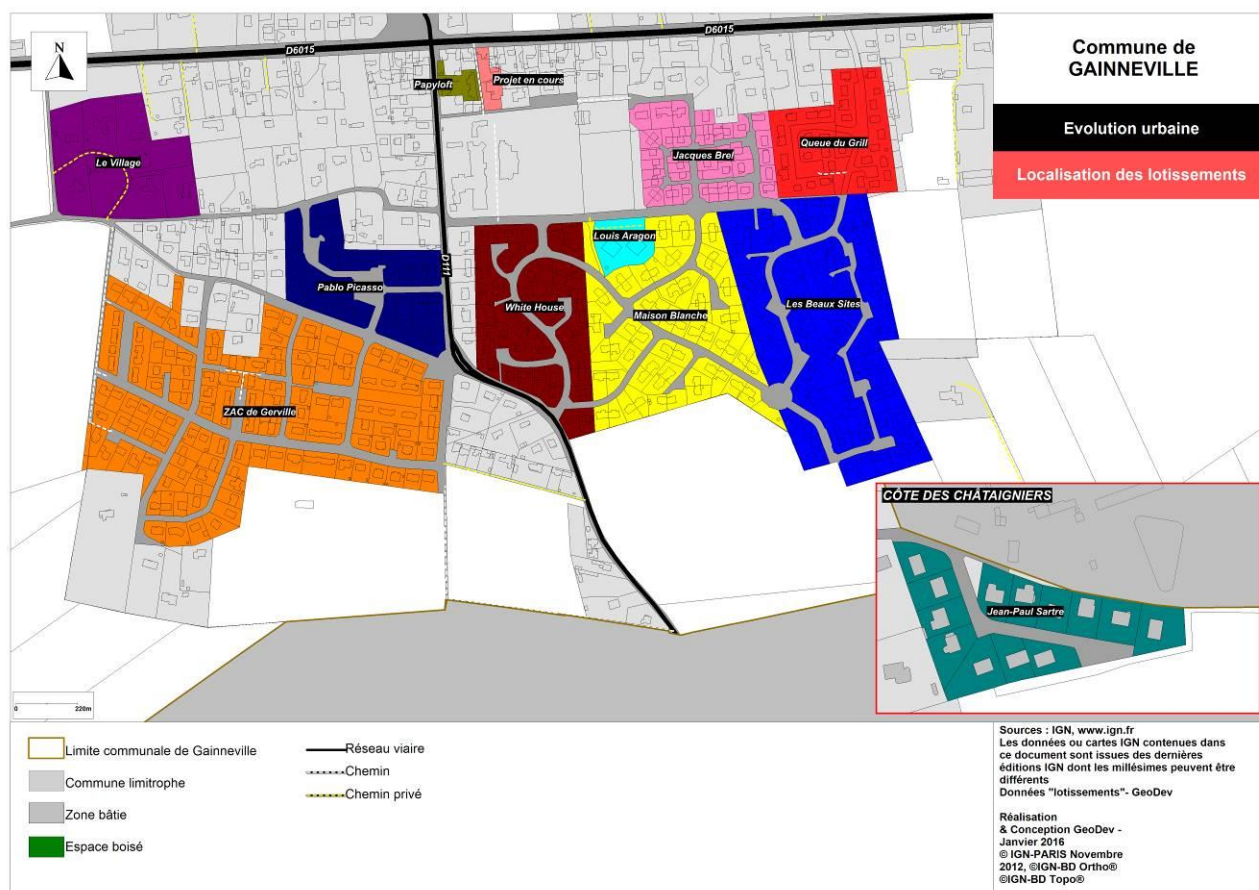 Commune de
GAINNEVILLE
Evolution urbaine
Localisation des lotissements
N
D6015
D6015
Papyloft
Projet en cours
Le Village
Jacques Brel
Queue du Grill
Louis Aragon
D111
Pablo Picasso
White House
Maison Blanche
Les Beaux Sites
ZAC de Gerville
CÔTE DES CHÂTAIGNIERS
Jean-Paul Sartre
0 220m
Limite communale de Gainneville
Commune limitrophe
Zone bâtie
Espace boisé
Réseau viaire
Chemin
Chemin privé
Sources : IGN, www.ign.fr
Les données ou cartes IGN contenues dans
ce document sont issues des dernières
éditions IGN dont les millésimes peuvent être
différents
Données "lotissements"- GeoDev
Réalisation
& Conception GeoDev -
Janvier 2016
© IGN-PARIS Novembre
2012, ©IGN-BD Ortho®
©IGN-BD Topo®